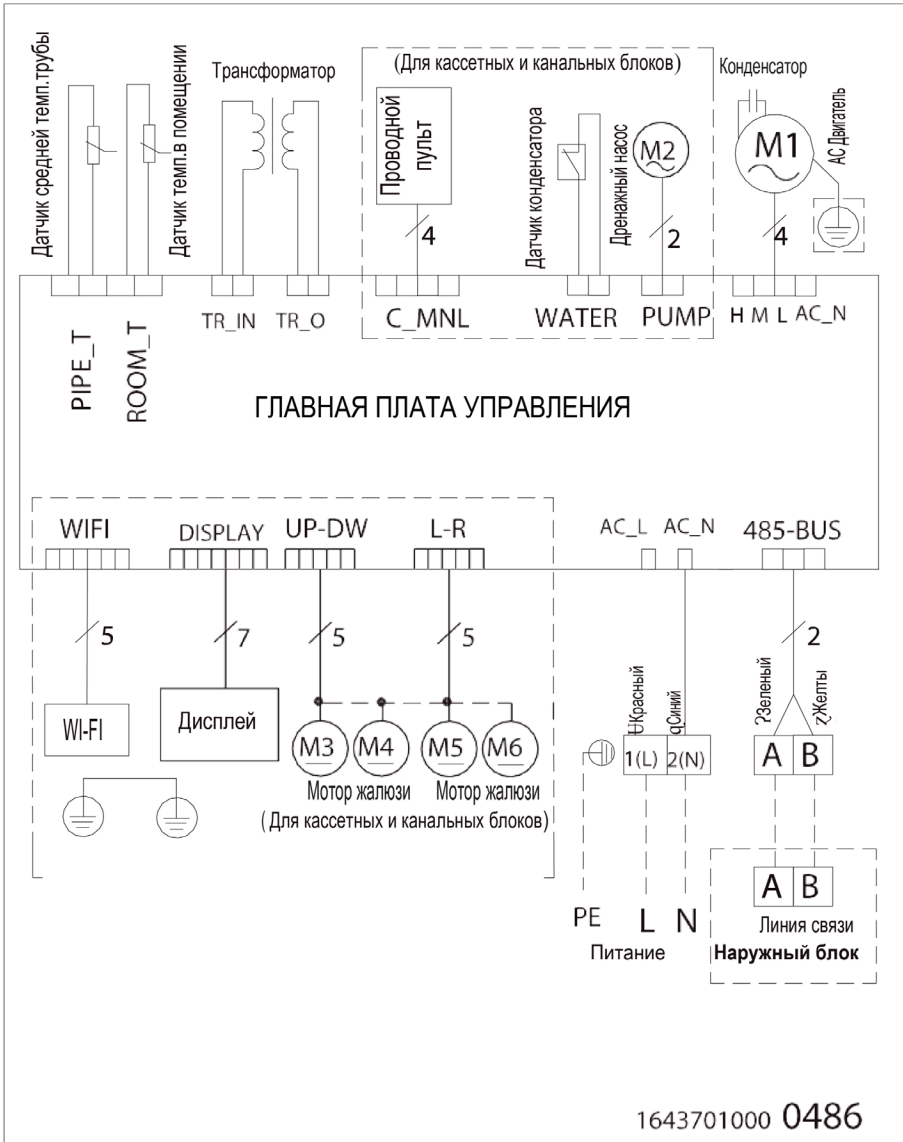 Датчик средней темп.трубы
Датчик темп.в помещении
Трансформатор
(Для кассетных и канальных блоков)
Проводной
пульт
Датчик конденсатора
Дренажный насос
M2
Конденсатор
M1
АС Двигатель
4
2
4
PIPE_T
ROOM_T
TR_IN
TR_O
C_MNL
WATER
PUMP
H M L AC_N
ГЛАВНАЯ ПЛАТА УПРАВЛЕНИЯ
WIFI
DISPLAY
UP-DW
L-R
AC_L
AC_N
485-BUS
5
7
5
5
2
WI-FI
Дисплей
M3
M4
M5
M6
Мотор жалюзи
Мотор жалюзи
( Для кассетных и канальных блоков)
Красный
Синий
1(L)
2(N)
Зеленый
Желты
A B
PE L N
Питание
A B
Линия связи
Наружный блок
1643701000 0486